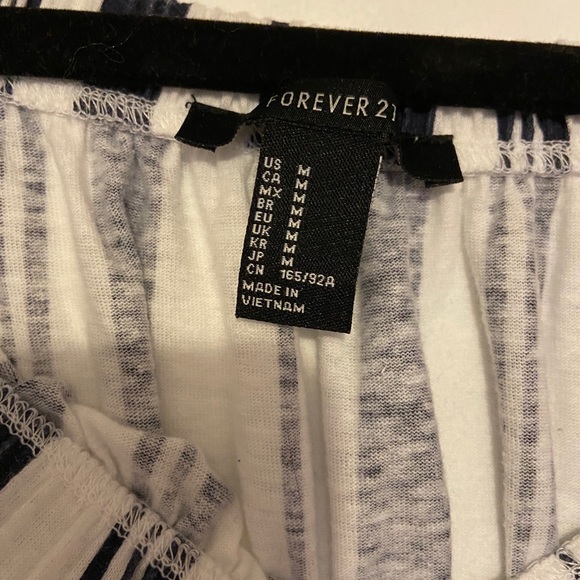 FOREVER 21
US M
CA M
MX M
BR M
EU M
UK M
KR M
JP M
CN 165/92A
MADE IN
VIETNAM